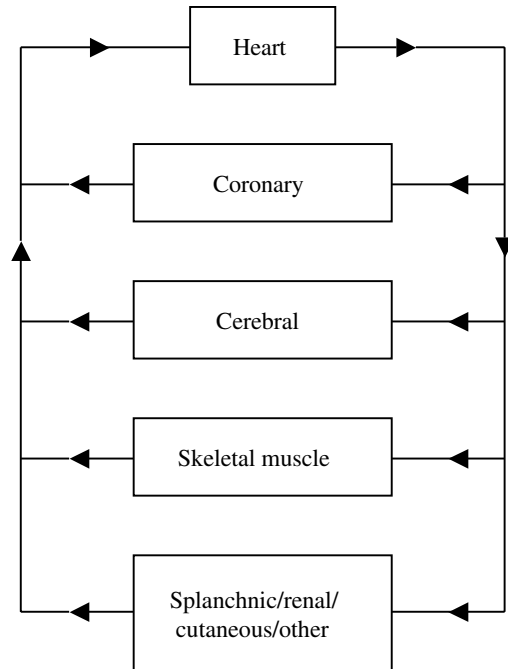 Heart
Coronary
Cerebral
Skeletal muscle
Splanchnic/renal/
cutaneous/other